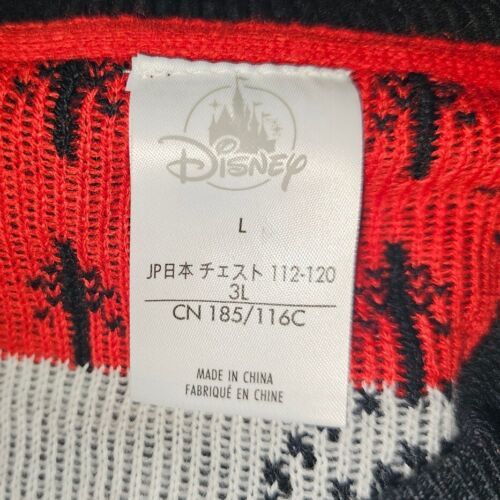 Disney
L
JP日本 チェスト 112-120
3L
CN 185/116C
MADE IN CHINA
FABRIQUÉ EN CHINE